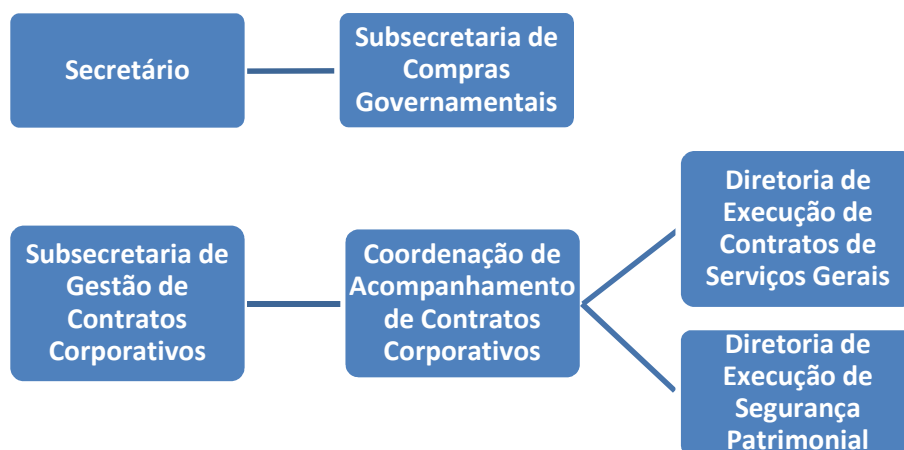 Secretário
Subsecretaria de
Compras
Governamentais
Subsecretaria de
Gestão de
Contratos
Corporativos
Coordenação de
Acompanhamento
de Contratos
Corporativos
Diretoria de
Execução de
Contratos de
Serviços Gerais
Diretoria de
Execução de
Segurança
Patrimonial